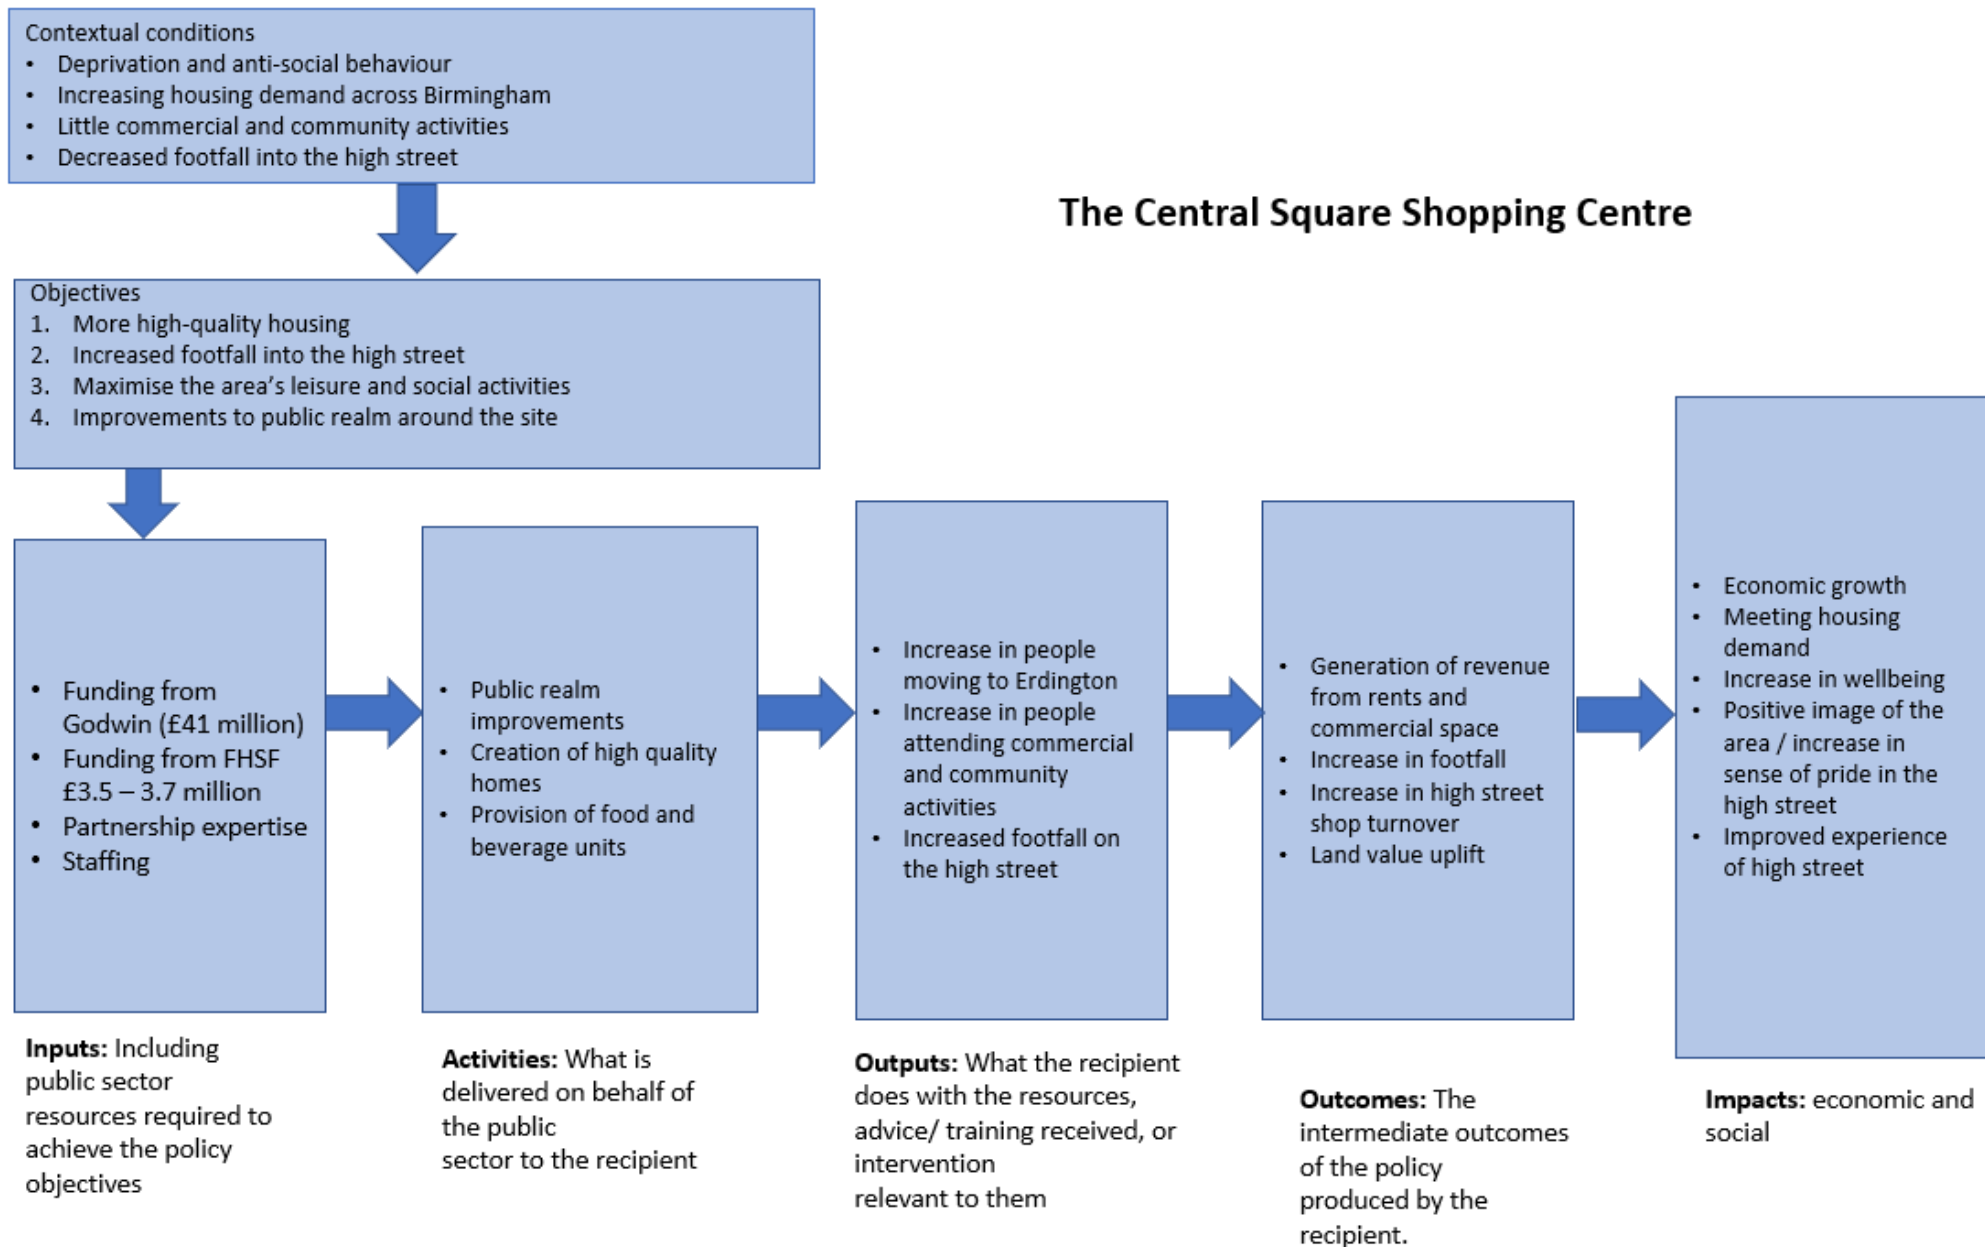 Contextual conditions
• Deprivation and anti-social behaviour
• Increasing housing demand across Birmingham
• Little commercial and community activities
• Decreased footfall into the high street
The Central Square Shopping Centre
Objectives
1. More high-quality housing
2. Increased footfall into the high street
3. Maximise the area’s leisure and social activities
4. Improvements to public realm around the site
• Funding from
Godwin (£41 million)
• Funding from FHSF
£3.5 – 3.7 million
• Partnership expertise
• Staffing
• Public realm
improvements
• Creation of high quality
homes
• Provision of food and
beverage units
• Increase in people
moving to Erdington
• Increase in people
attending commercial
and community
activities
• Increased footfall on
the high street
• Generation of revenue
from rents and
commercial space
• Increase in footfall
• Increase in high street
shop turnover
• Land value uplift
• Economic growth
• Meeting housing
demand
• Increase in wellbeing
• Positive image of the
area / increase in
sense of pride in the
high street
• Improved experience
of high street
Inputs: Including
public sector
resources required to
achieve the policy
objectives
Activities: What is
delivered on behalf of
the public
sector to the recipient
Outputs: What the recipient
does with the resources,
advice/ training received, or
intervention
relevant to them
Outcomes: The
intermediate outcomes
of the policy
produced by the
recipient.
Impacts: economic and
social